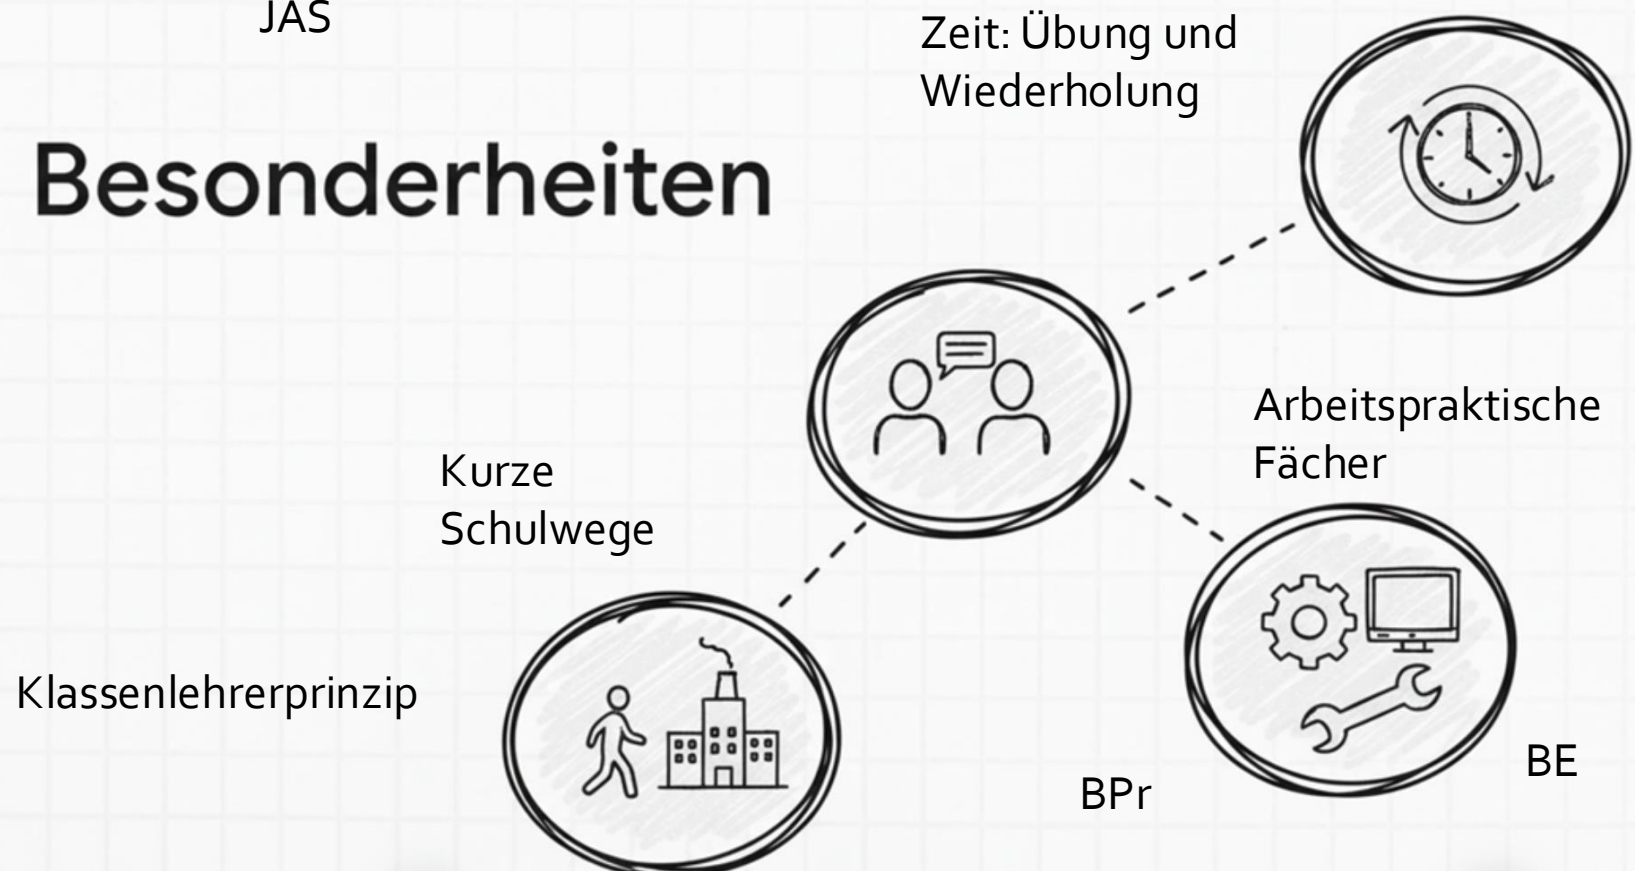 JAS
Zeit: Übung und
Wiederholung
Besonderheiten
Arbeitspraktische
Fächer
Kurze
Schulwege
Klassenlehrerprinzip
BE
BPr